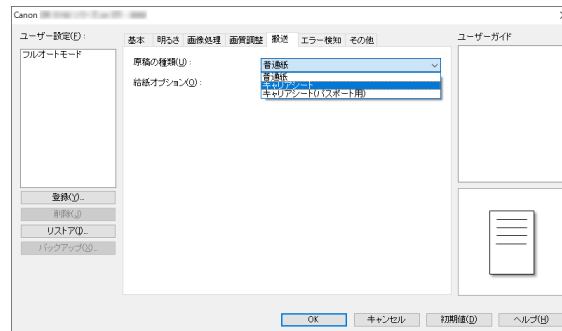 Canon
ユーザー設定(F):
フルオートモード
登録(Y)...
削除(J)
リストア(T)...
バックアップ(X)...
基本 明るさ 画像処理 画質調整 搬送 エラー検知 その他
原稿の種類(U):
普通紙
給紙オプション(O):
普通紙
キャリアシート
キャリアシート(パスポート用)
ユーザーガイド
OK キャンセル 初期値(D) ヘルプ(H)